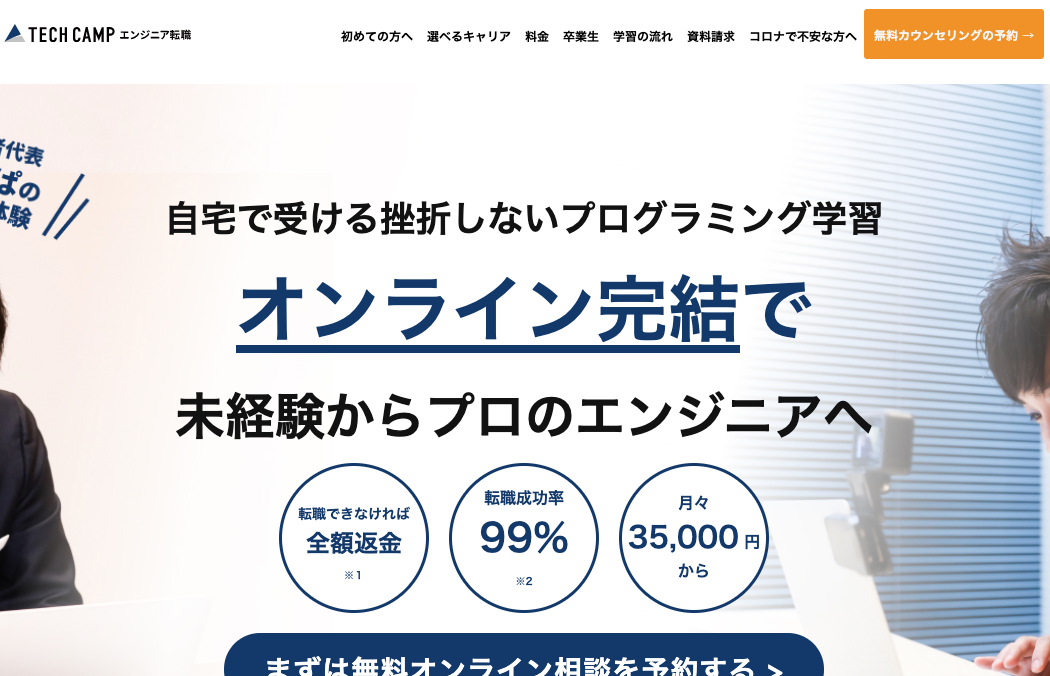 TECH CAMP エンジニア転職
初めての方へ 選べるキャリア 料金 卒業生 学習の流れ 資料請求 コロナで不安な方へ 無料カウンセリングの予約 →
代表
ぱの
体験
自宅で受ける挫折しないプログラミング学習
オンライン完結で
未経験からプロのエンジニアへ
転職できなければ
全額返金
※1
転職成功率
99%
※2
月々
35,000 円
から
まずは無料オンライン相談を予約する >